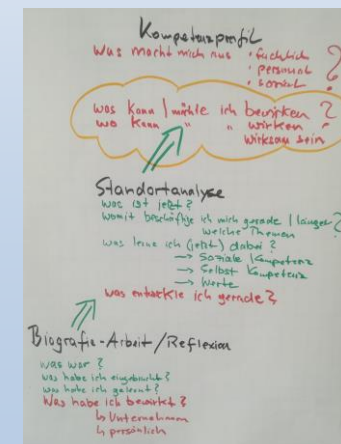 Kompetenzprofil
Was macht mich aus • fachlich ?
• personal
• sozial
was kann / möchte ich bewirken ?
wo kann " " wirken
wirksam sein
Standortanalyse
was ist jetzt?
womit beschäftige ich mich gerade / länger ?
welche Themen
was lerne ich (jetzt) dabei ?
→ Soziale Kompetenz
→ Selbst Kompetenz
→ Werte
was entwickle ich gerade ?
Biografie-Arbeit / Reflexion
was war ?
was habe ich eingebracht ?
was habe ich gelernt ?
Was habe ich bewirkt ?
↳ Unternehmen
↳ persönlich